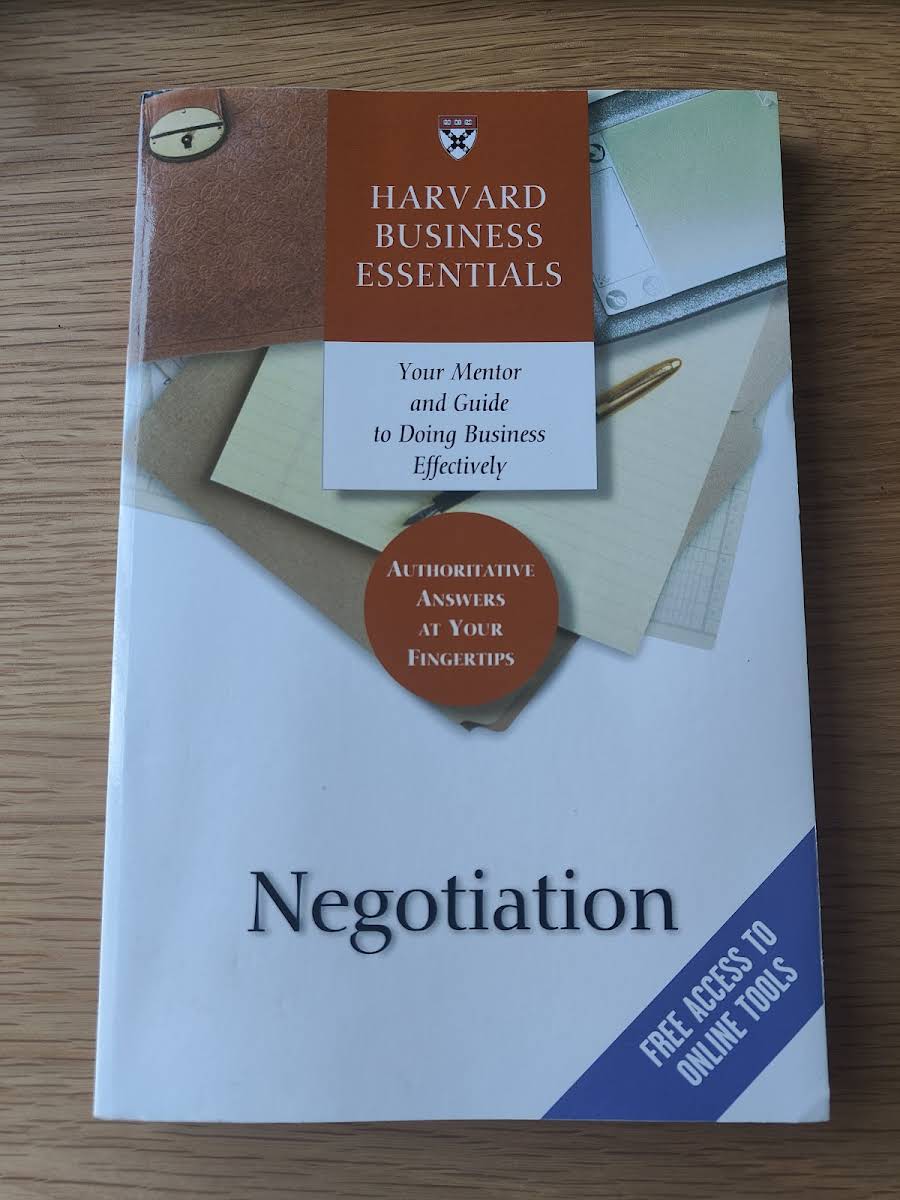 HARVARD
BUSINESS
ESSENTIALS
Your Mentor
and Guide
to Doing Business
Effectively
AUTHORITATIVE
ANSWERS
AT YOUR
FINGERTIPS
Negotiation
FREE ACCESS TO
ONLINE TOOLS